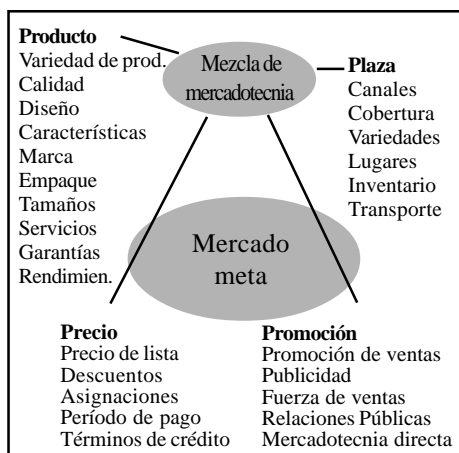 Producto
Variedad de prod.
Calidad
Diseño
Características
Marca
Empaque
Tamaños
Servicios
Garantías
Rendimien.
Mezcla de
mercadotecnia
Plaza
Canales
Cobertura
Variedades
Lugares
Inventario
Transporte
Mercado
meta
Precio
Precio de lista
Descuentos
Asignaciones
Período de pago
Términos de crédito
Promoción
Promoción de ventas
Publicidad
Fuerza de ventas
Relaciones Públicas
Mercadotecnia directa